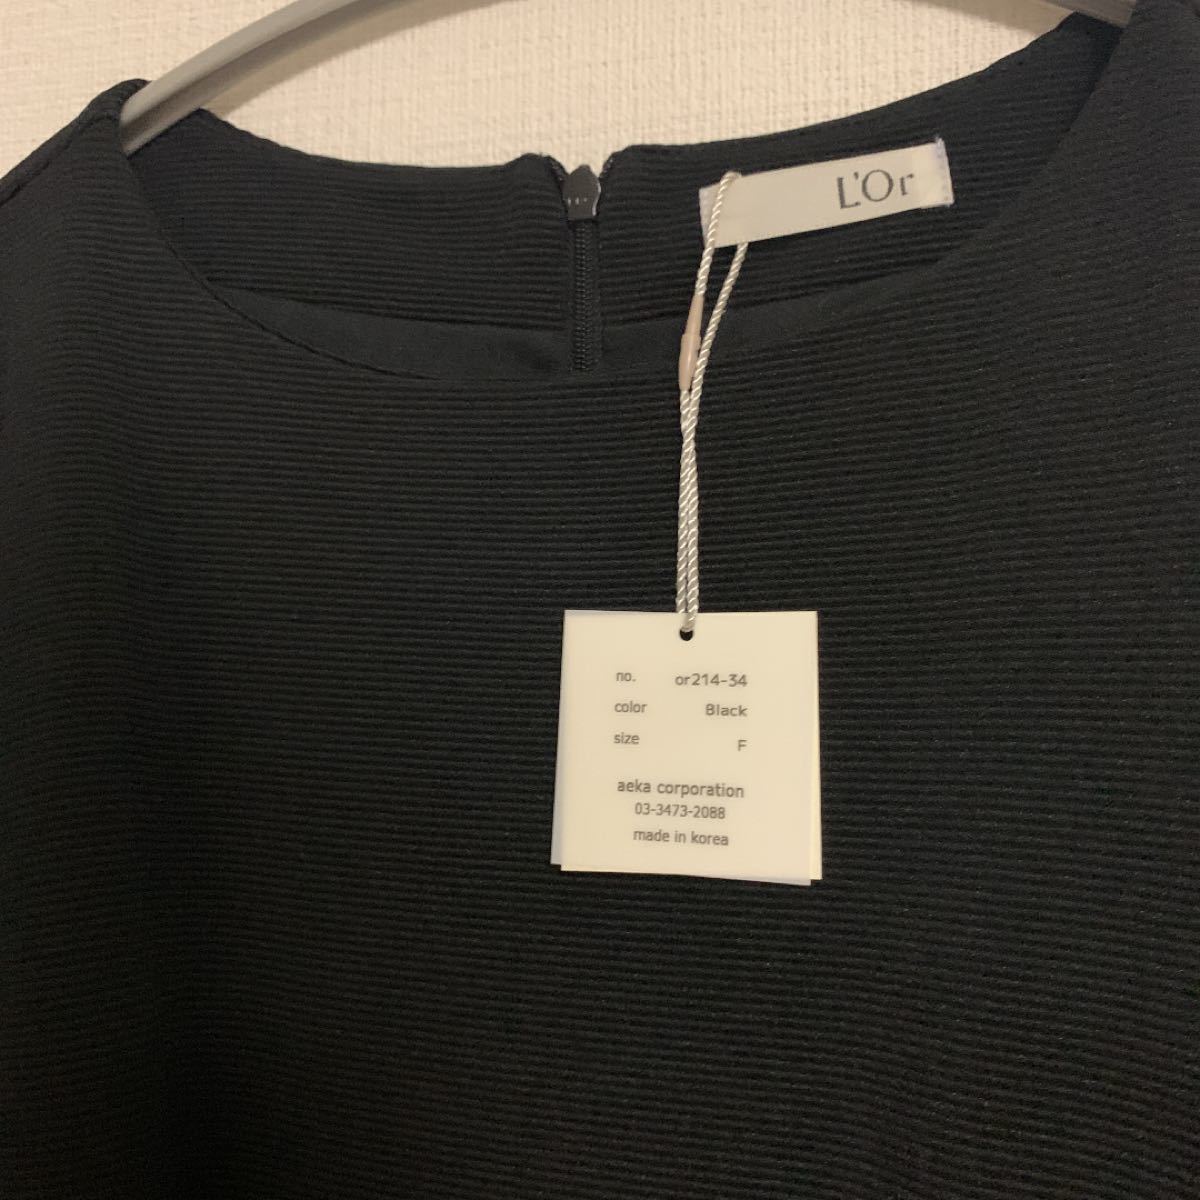 L'Or
no. or214-34
color Black
size F
aeka corporation
03-3473-2088
made in korea